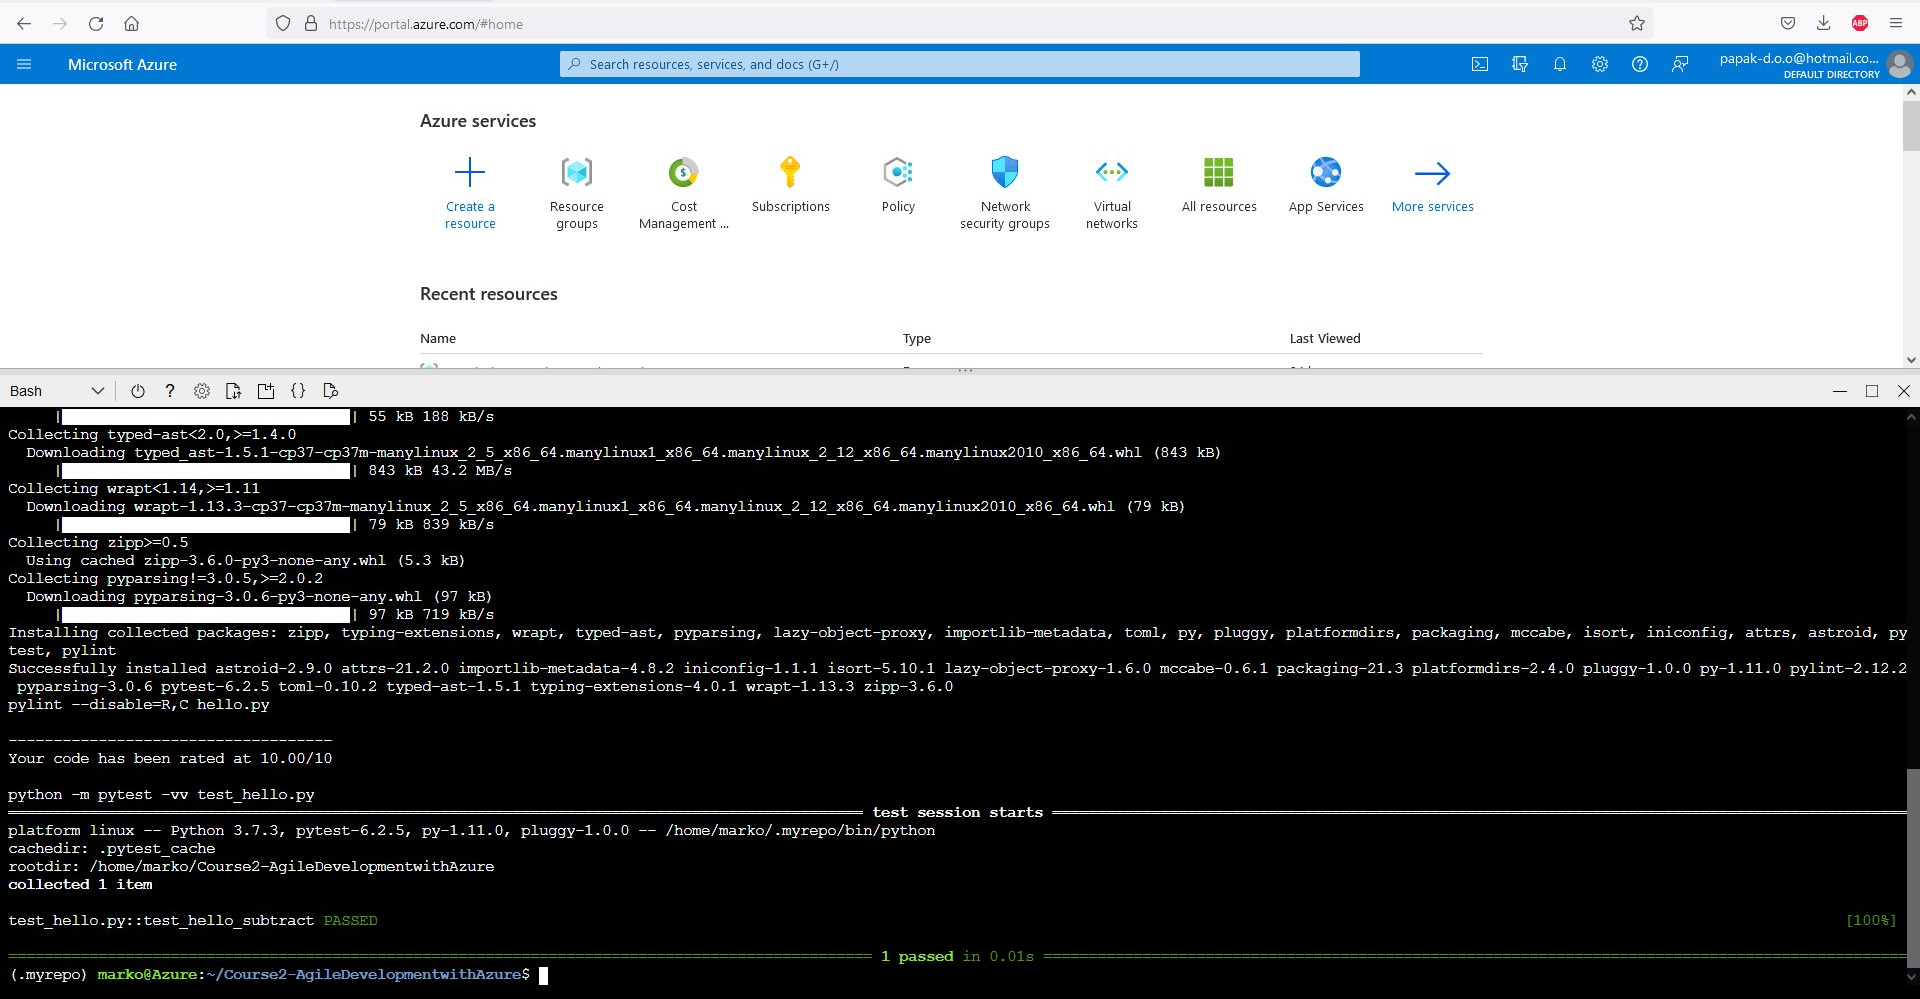 https://portal.azure.com/#home
ABP
Microsoft Azure
Search resources, services, and docs (G+/)
papak-d.o.o@hotmail.co...
DEFAULT DIRECTORY
Azure services
Create a resource
Resource groups
Cost Management ...
Subscriptions
Policy
Network security groups
Virtual networks
All resources
App Services
More services
Recent resources
Name Type Last Viewed
Bash
| | 55 kB 188 kB/s
Collecting typed-ast<2.0,>=1.4.0
Downloading typed_ast-1.5.1-cp37-cp37m-manylinux_2_5_x86_64.manylinux1_x86_64.manylinux_2_12_x86_64.manylinux2010_x86_64.whl (843 kB)
| | 843 kB 43.2 MB/s
Collecting wrapt<1.14,>=1.11
Downloading wrapt-1.13.3-cp37-cp37m-manylinux_2_5_x86_64.manylinux1_x86_64.manylinux_2_12_x86_64.manylinux2010_x86_64.whl (79 kB)
| | 79 kB 839 kB/s
Collecting zipp>=0.5
Using cached zipp-3.6.0-py3-none-any.whl (5.3 kB)
Collecting pyparsing!=3.0.5,>=2.0.2
Downloading pyparsing-3.0.6-py3-none-any.whl (97 kB)
| | 97 kB 719 kB/s
Installing collected packages: zipp, typing-extensions, wrapt, typed-ast, pyparsing, lazy-object-proxy, importlib-metadata, toml, py, pluggy, platformdirs, packaging, mccabe, isort, iniconfig, attrs, astroid, py
test, pylint
Successfully installed astroid-2.9.0 attrs-21.2.0 importlib-metadata-4.8.2 iniconfig-1.1.1 isort-5.10.1 lazy-object-proxy-1.6.0 mccabe-0.6.1 packaging-21.3 platformdirs-2.4.0 pluggy-1.0.0 py-1.11.0 pylint-2.12.2
pyparsing-3.0.6 pytest-6.2.5 toml-0.10.2 typed-ast-1.5.1 typing-extensions-4.0.1 wrapt-1.13.3 zipp-3.6.0
pylint --disable=R,C hello.py
------------------------------------
Your code has been rated at 10.00/10
python -m pytest -vv test_hello.py
test session starts
platform linux -- Python 3.7.3, pytest-6.2.5, py-1.11.0, pluggy-1.0.0 -- /home/marko/.myrepo/bin/python
cachedir: .pytest_cache
rootdir: /home/marko/Course2-AgileDevelopmentwithAzure
collected 1 item
test_hello.py::test_hello_subtract PASSED [100%]
1 passed in 0.01s
(.myrepo) marko@Azure:~/Course2-AgileDevelopmentwithAzure$